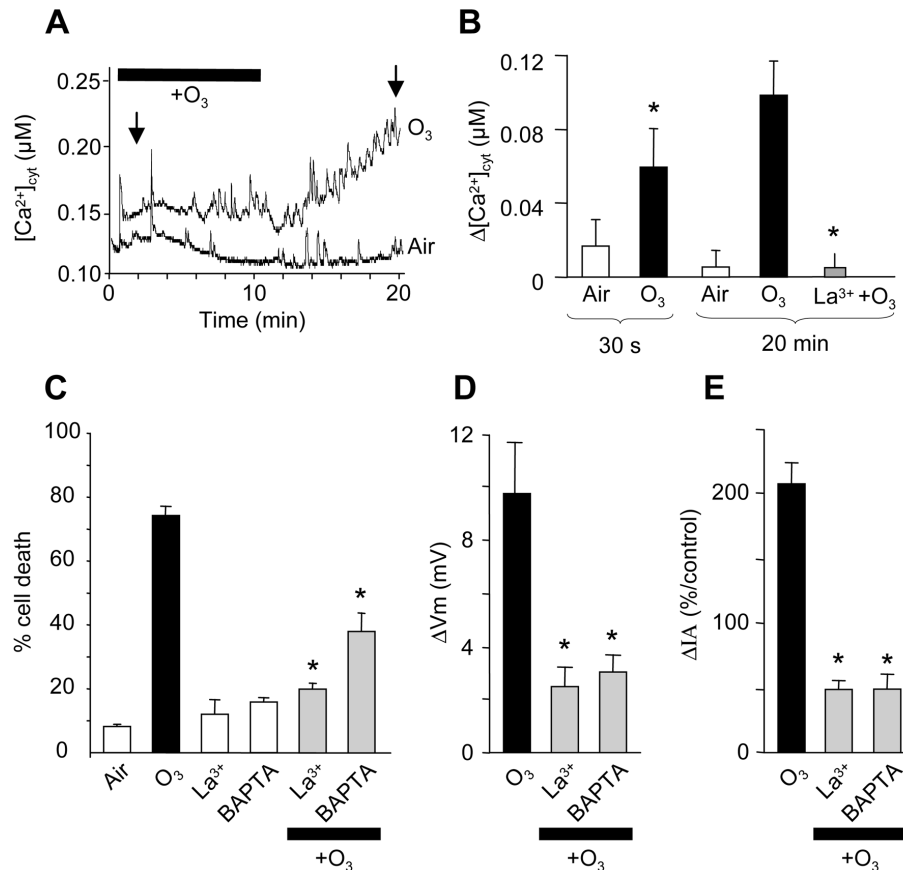 A
0.25
0.20
0.15
0.10
[Ca²⁺]cyt (µM)
+O₃
O₃
Air
0
10
20
Time (min)
B
0.12
0.08
0.04
0
Δ[Ca²⁺]cyt (µM)
*
*
Air
O₃
Air
O₃
La³⁺ +O₃
30 s
20 min
C
100
80
60
40
20
0
% cell death
*
*
Air
O₃
La³⁺
BAPTA
La³⁺
BAPTA
+O₃
D
12
9
6
3
0
ΔVm (mV)
*
*
O₃
La³⁺
BAPTA
+O₃
E
200
100
0
ΔIA (%/control)
*
*
O₃
La³⁺
BAPTA
+O₃